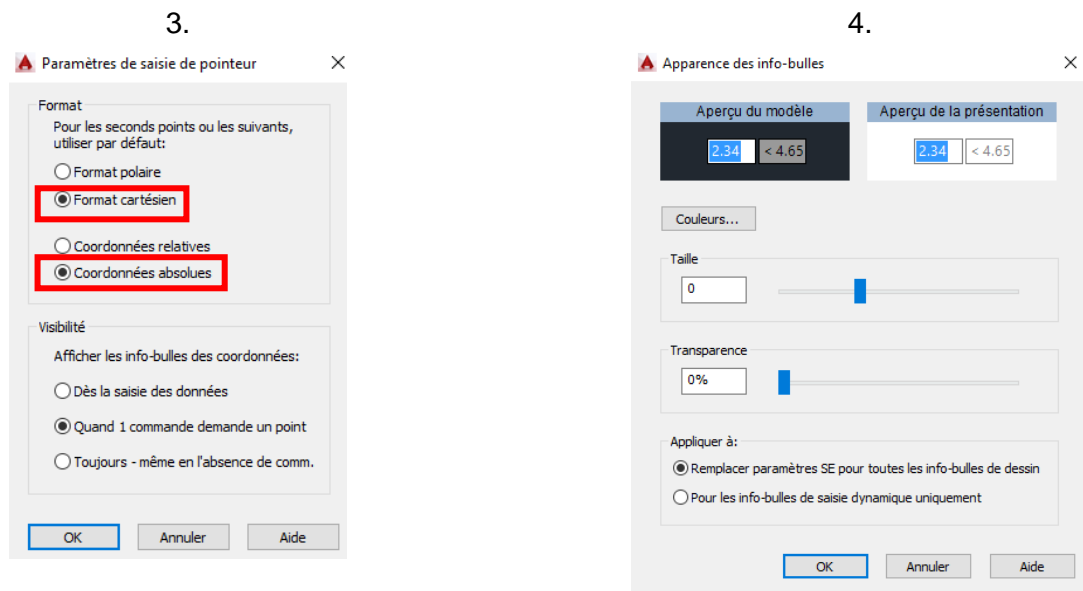 3.
Paramètres de saisie de pointeur
Format
Pour les seconds points ou les suivants,
utiliser par défaut:
Format polaire
Format cartésien
Coordonnées relatives
Coordonnées absolues
Visibilité
Afficher les info-bulles des coordonnées:
Dès la saisie des données
Quand 1 commande demande un point
Toujours - même en l'absence de comm.
OK Annuler Aide
4.
Apparence des info-bulles
Aperçu du modèle Aperçu de la présentation
2.34 < 4.65 2.34 < 4.65
Couleurs...
Taille
0
Transparence
0%
Appliquer à:
Remplacer paramètres SE pour toutes les info-bulles de dessin
Pour les info-bulles de saisie dynamique uniquement
OK Annuler Aide